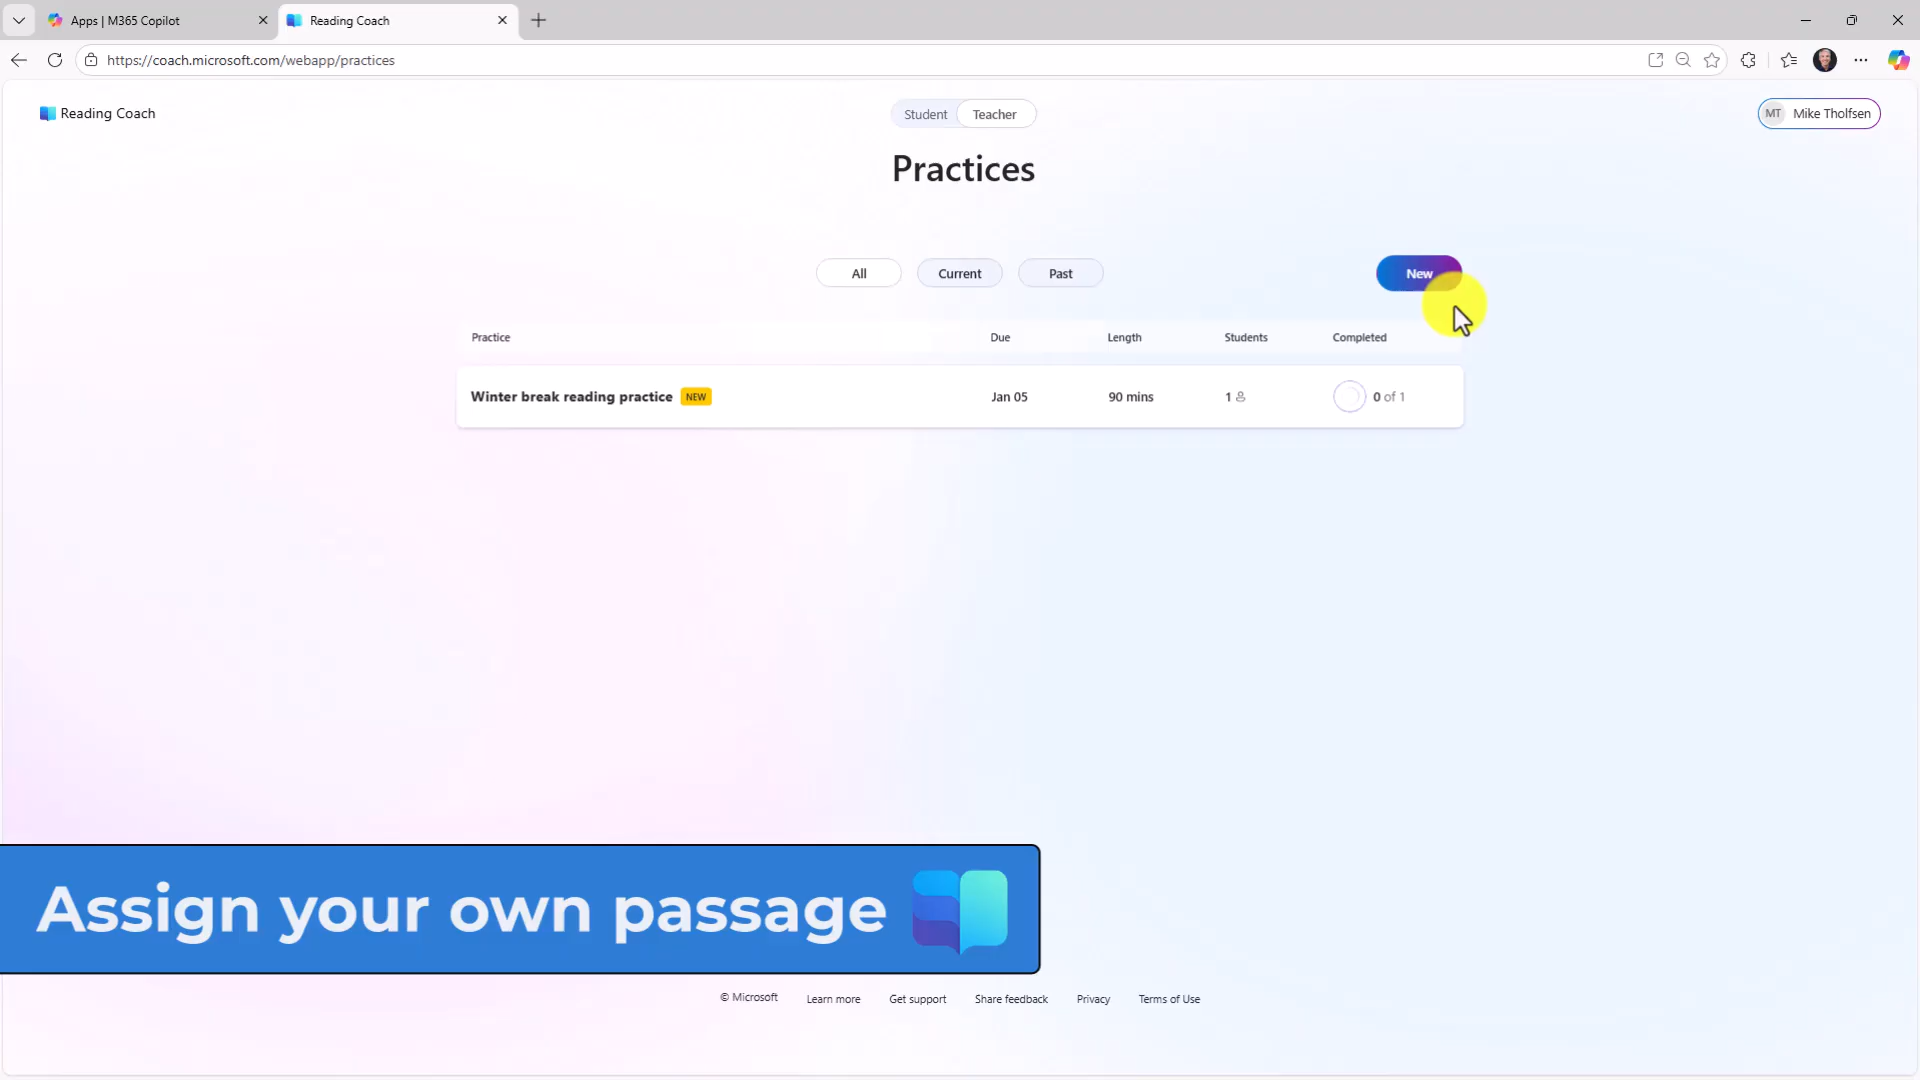 Apps | M365 Copilot
Reading Coach
https://coach.microsoft.com/webapp/practices
Reading Coach
Student
Teacher
MT
Mike Tholfsen
Practices
All
Current
Past
New
Practice
Due
Length
Students
Completed
Winter break reading practice
NEW
Jan 05
90 mins
1
0 of 1
Assign your own passage
© Microsoft
Learn more
Get support
Share feedback
Privacy
Terms of Use